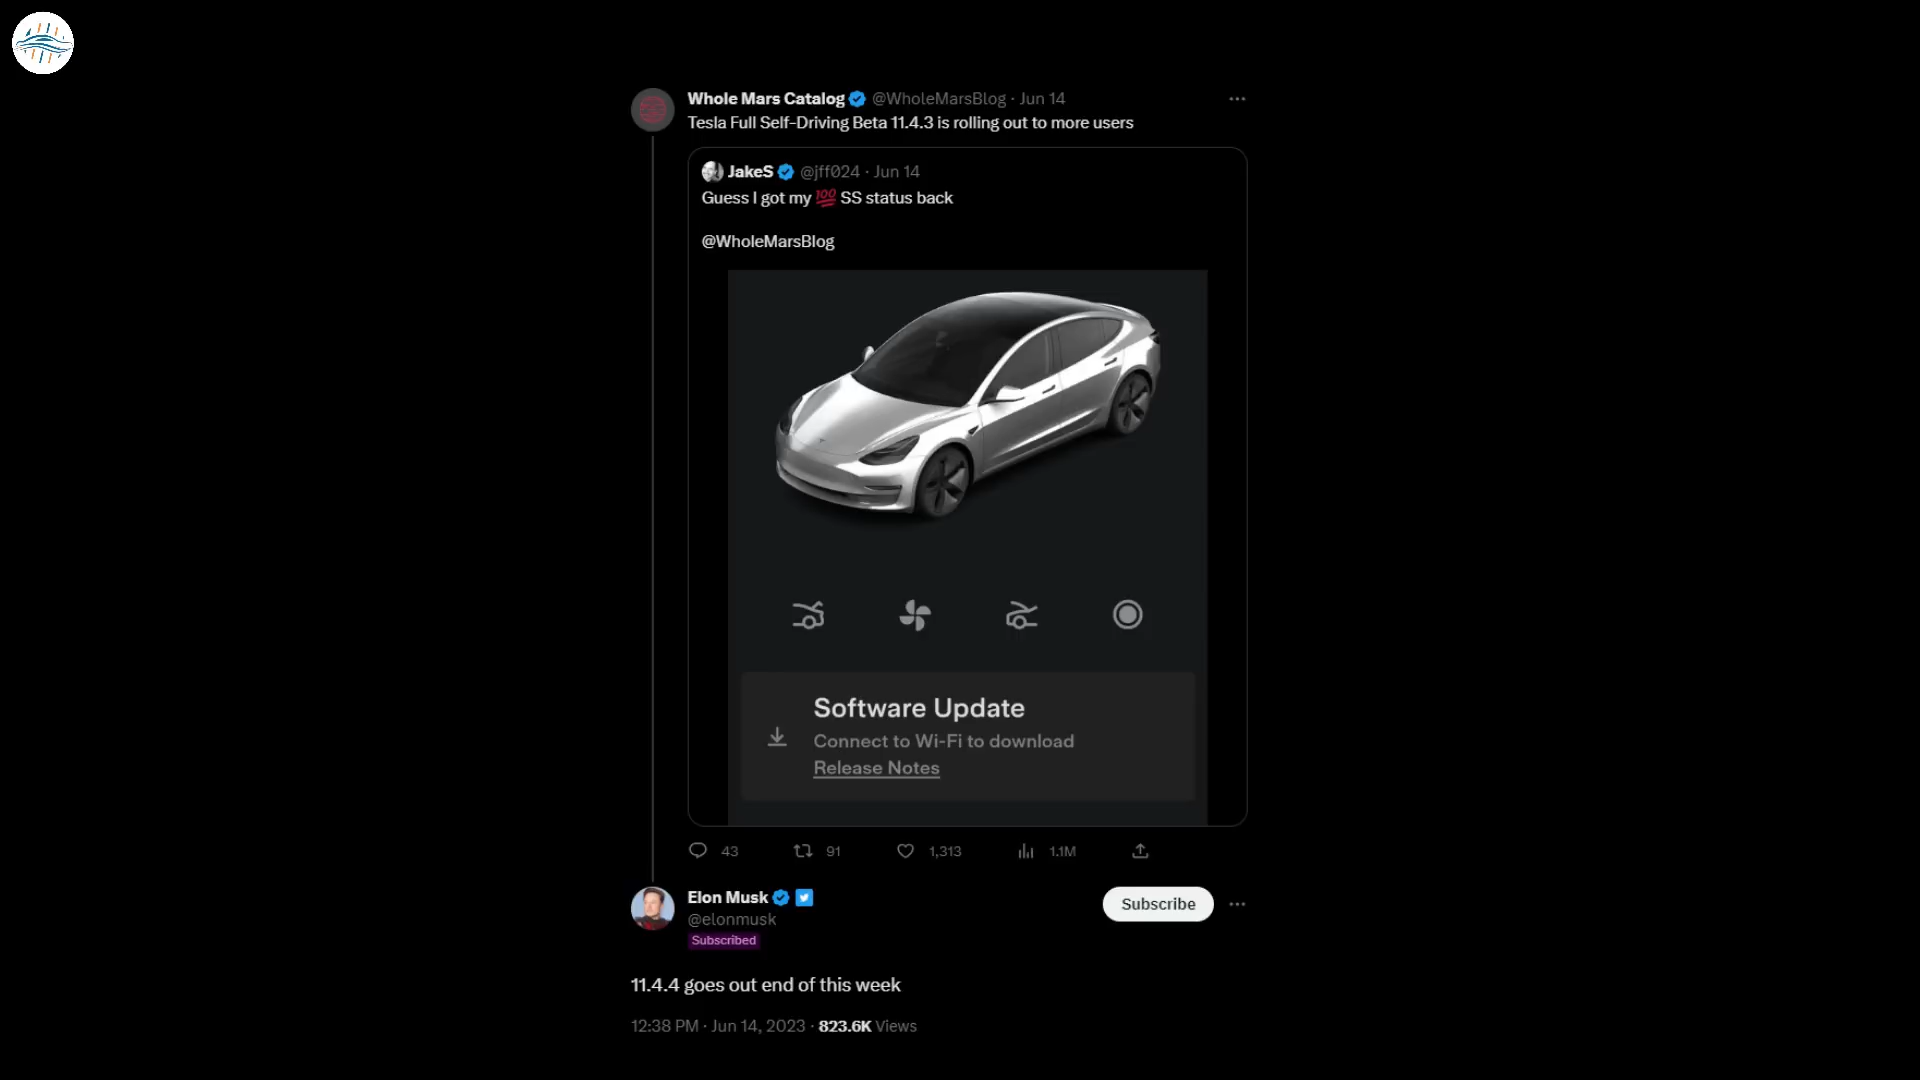 Whole Mars Catalog @WholeMarsBlog · Jun 14
Tesla Full Self-Driving Beta 11.4.3 is rolling out to more users
JakeS @jff024 · Jun 14
Guess I got my 💯 SS status back
@WholeMarsBlog
Software Update
Connect to Wi-Fi to download
Release Notes
43 91 1,313 1.1M
Elon Musk
Subscribe
@elonmusk
Subscribed
11.4.4 goes out end of this week
12:38 PM · Jun 14, 2023 · 823.6K Views